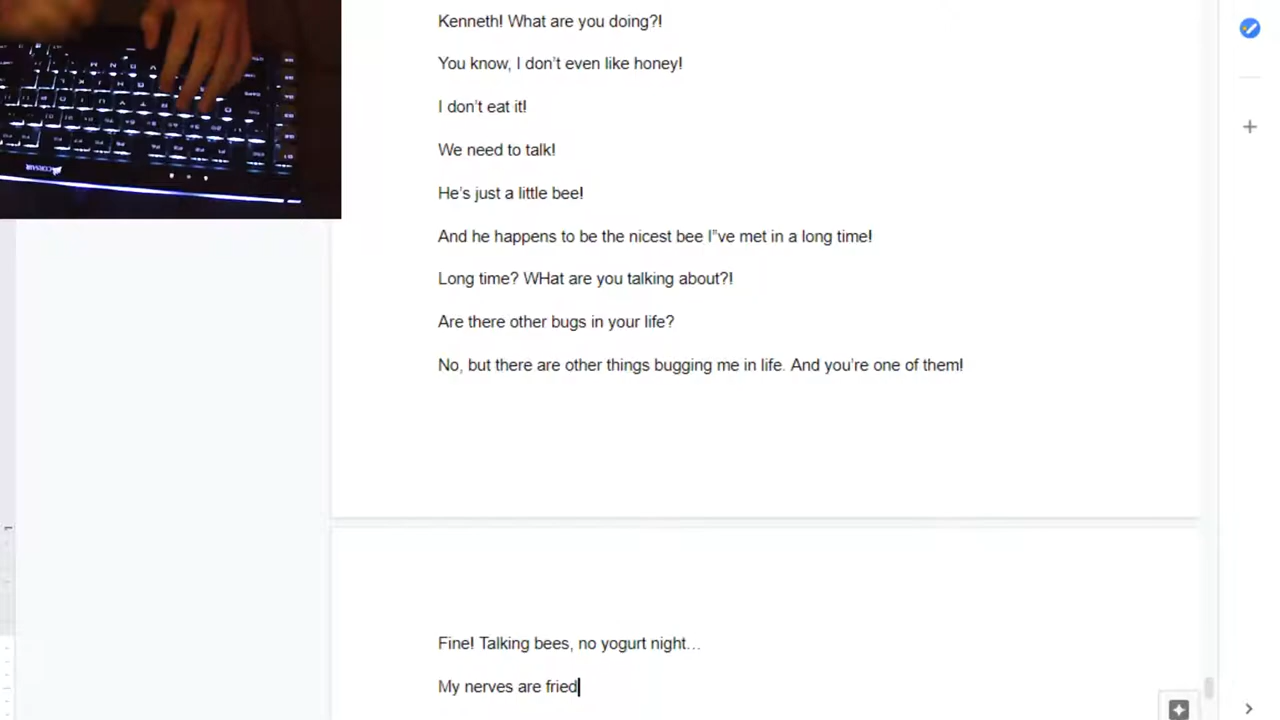 Kenneth! What are you doing?!
You know, I don’t even like honey!
I don’t eat it!
We need to talk!
He’s just a little bee!
And he happens to be the nicest bee I”ve met in a long time!
Long time? WHat are you talking about?!
Are there other bugs in your life?
No, but there are other things bugging me in life. And you’re one of them!
Fine! Talking bees, no yogurt night…
My nerves are fried
CORSAIR